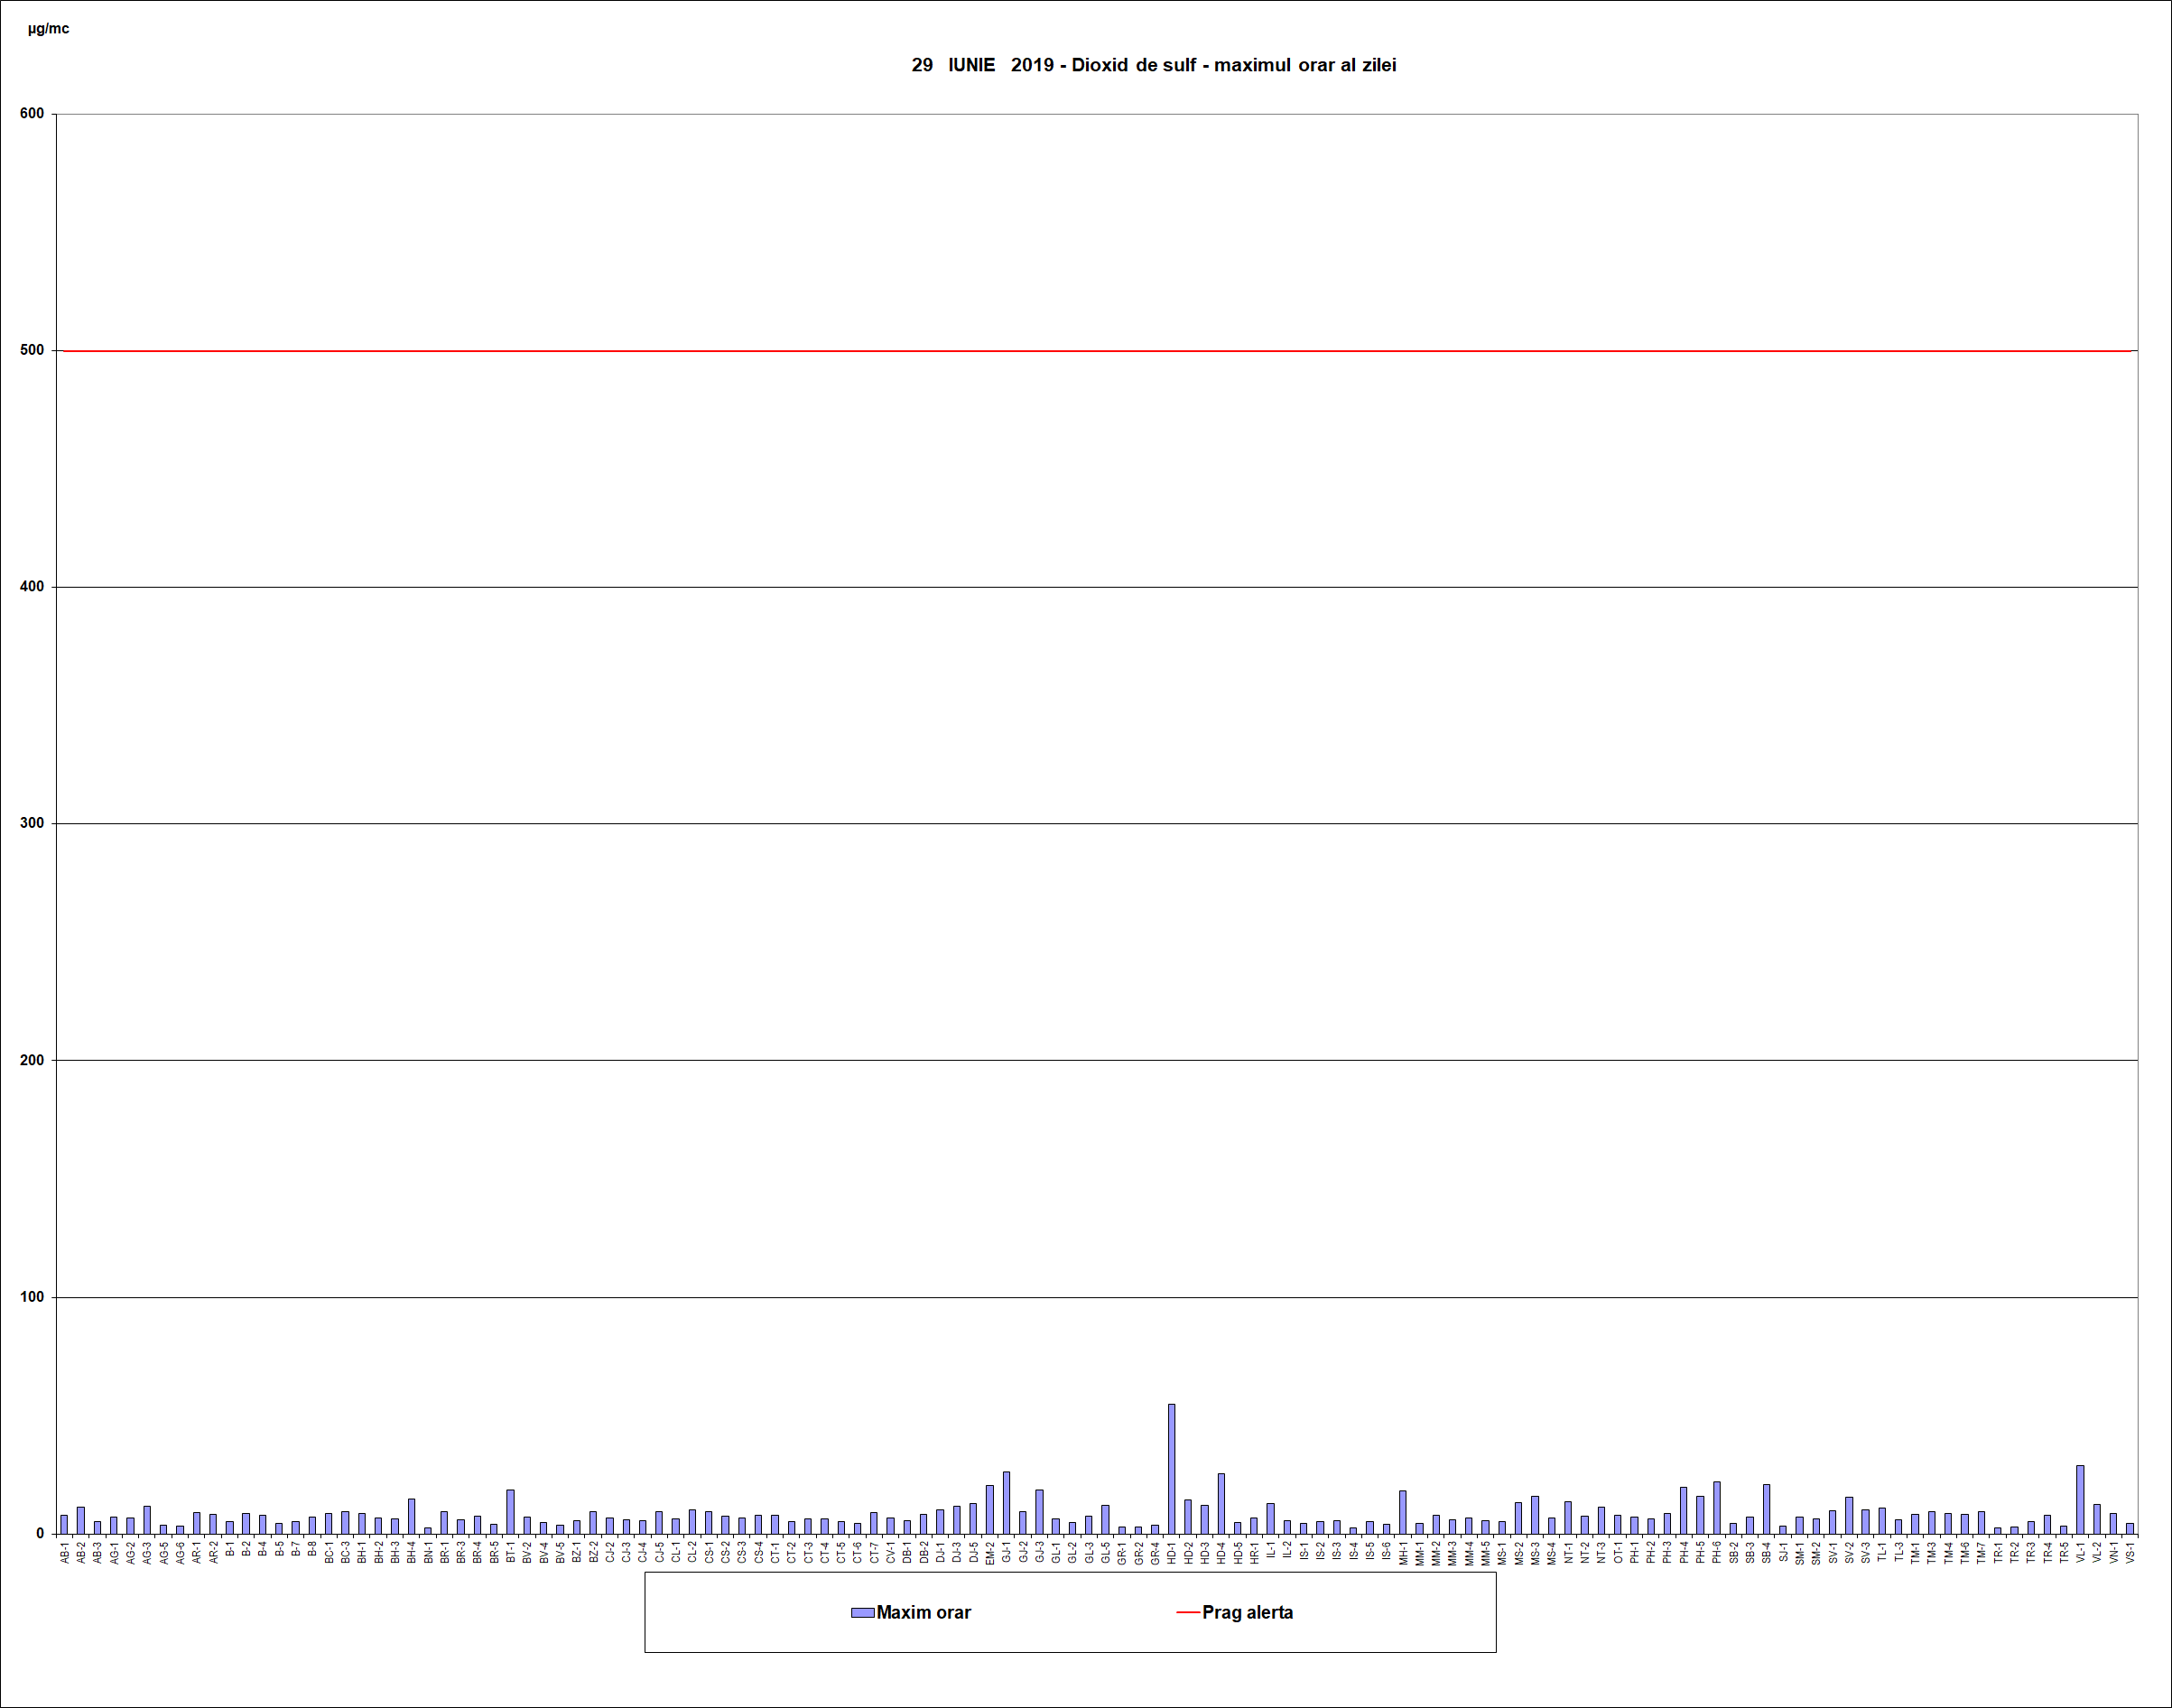 µg/mc
29 IUNIE 2019 - Dioxid de sulf - maximul orar al zilei
600
500
400
300
200
100
0
AB-1 AB-2 AB-3 AG-1 AG-2 AG-3 AG-5 AG-6 AR-1 AR-2 B-1 B-2 B-4 B-5 B-7 B-8 BC-1 BC-3 BH-1 BH-2 BH-3 BH-4 BN-1 BR-1 BR-3 BR-4 BR-5 BT-1 BV-2 BV-4 BV-5 BZ-1 BZ-2 CJ-2 CJ-3 CJ-4 CJ-5 CL-1 CL-2 CS-1 CS-2 CS-3 CS-4 CT-1 CT-2 CT-3 CT-4 CT-5 CT-6 CT-7 CV-1 DB-1 DB-2 DJ-1 DJ-3 DJ-5 EM-2 GJ-1 GJ-2 GJ-3 GL-1 GL-2 GL-3 GL-5 GR-1 GR-2 GR-4 HD-1 HD-2 HD-3 HD-4 HD-5 HR-1 IL-1 IL-2 IS-1 IS-2 IS-3 IS-4 IS-5 IS-6 MH-1 MM-1 MM-2 MM-3 MM-4 MM-5 MS-1 MS-2 MS-3 MS-4 NT-1 NT-2 NT-3 OT-1 PH-1 PH-2 PH-3 PH-4 PH-5 PH-6 SB-2 SB-3 SB-4 SJ-1 SM-1 SM-2 SV-1 SV-2 SV-3 TL-1 TL-3 TM-1 TM-3 TM-4 TM-6 TM-7 TR-1 TR-2 TR-3 TR-4 TR-5 VL-1 VL-2 VN-1 VS-1
Maxim orar Prag alerta